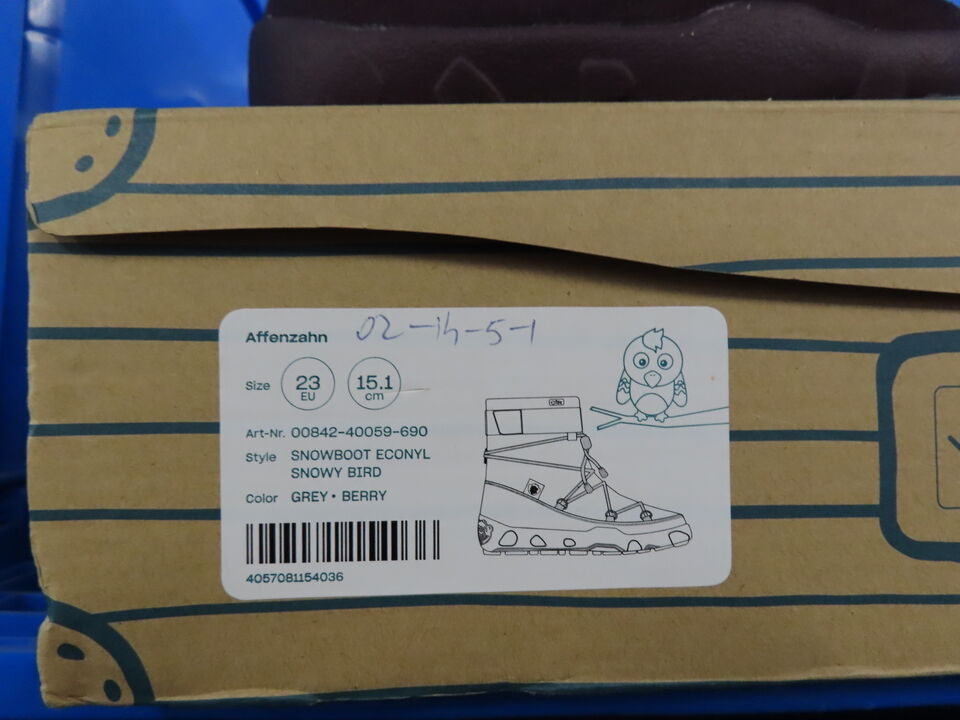 Affenzahn 02-14-5-1
Size 23 EU 15.1 cm
Art-Nr. 00842-40059-690
Style SNOWBOOT ECONYL
SNOWY BIRD
Color GREY • BERRY
4057081154036